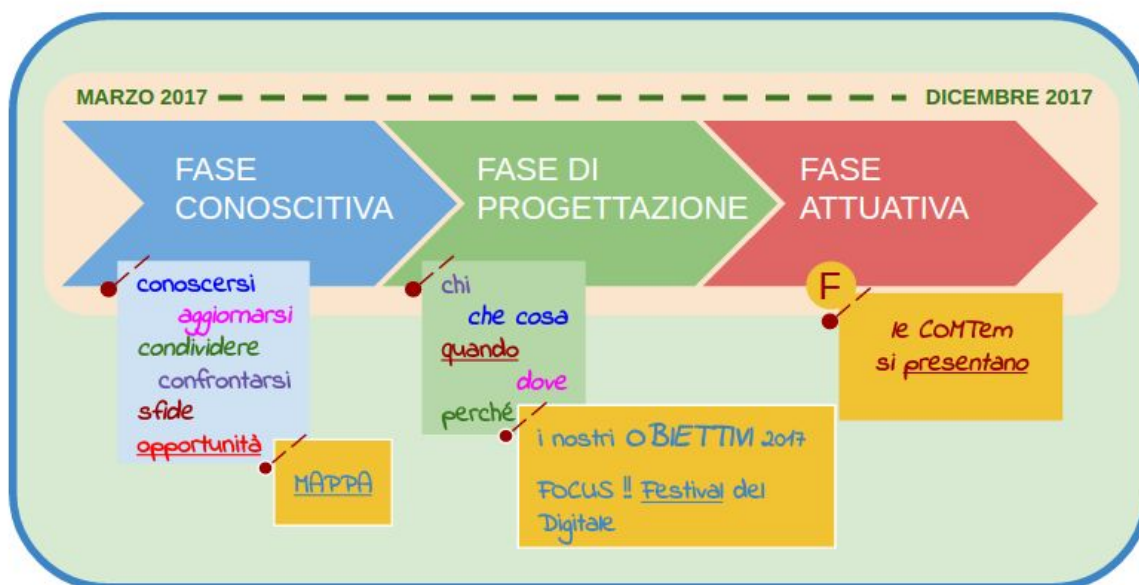 MARZO 2017
DICEMBRE 2017
FASE
CONOSCITIVA
FASE DI
PROGETTAZIONE
FASE
ATTUATIVA
conoscersi
aggiornarsi
condividere
confrontarsi
sfide
opportunità
MAPPA
chi
che cosa
quando
dove
perché
i nostri OBIETTIVI 2017
FOCUS !! Festival del
Digitale
F
le CoMTem
si presentano